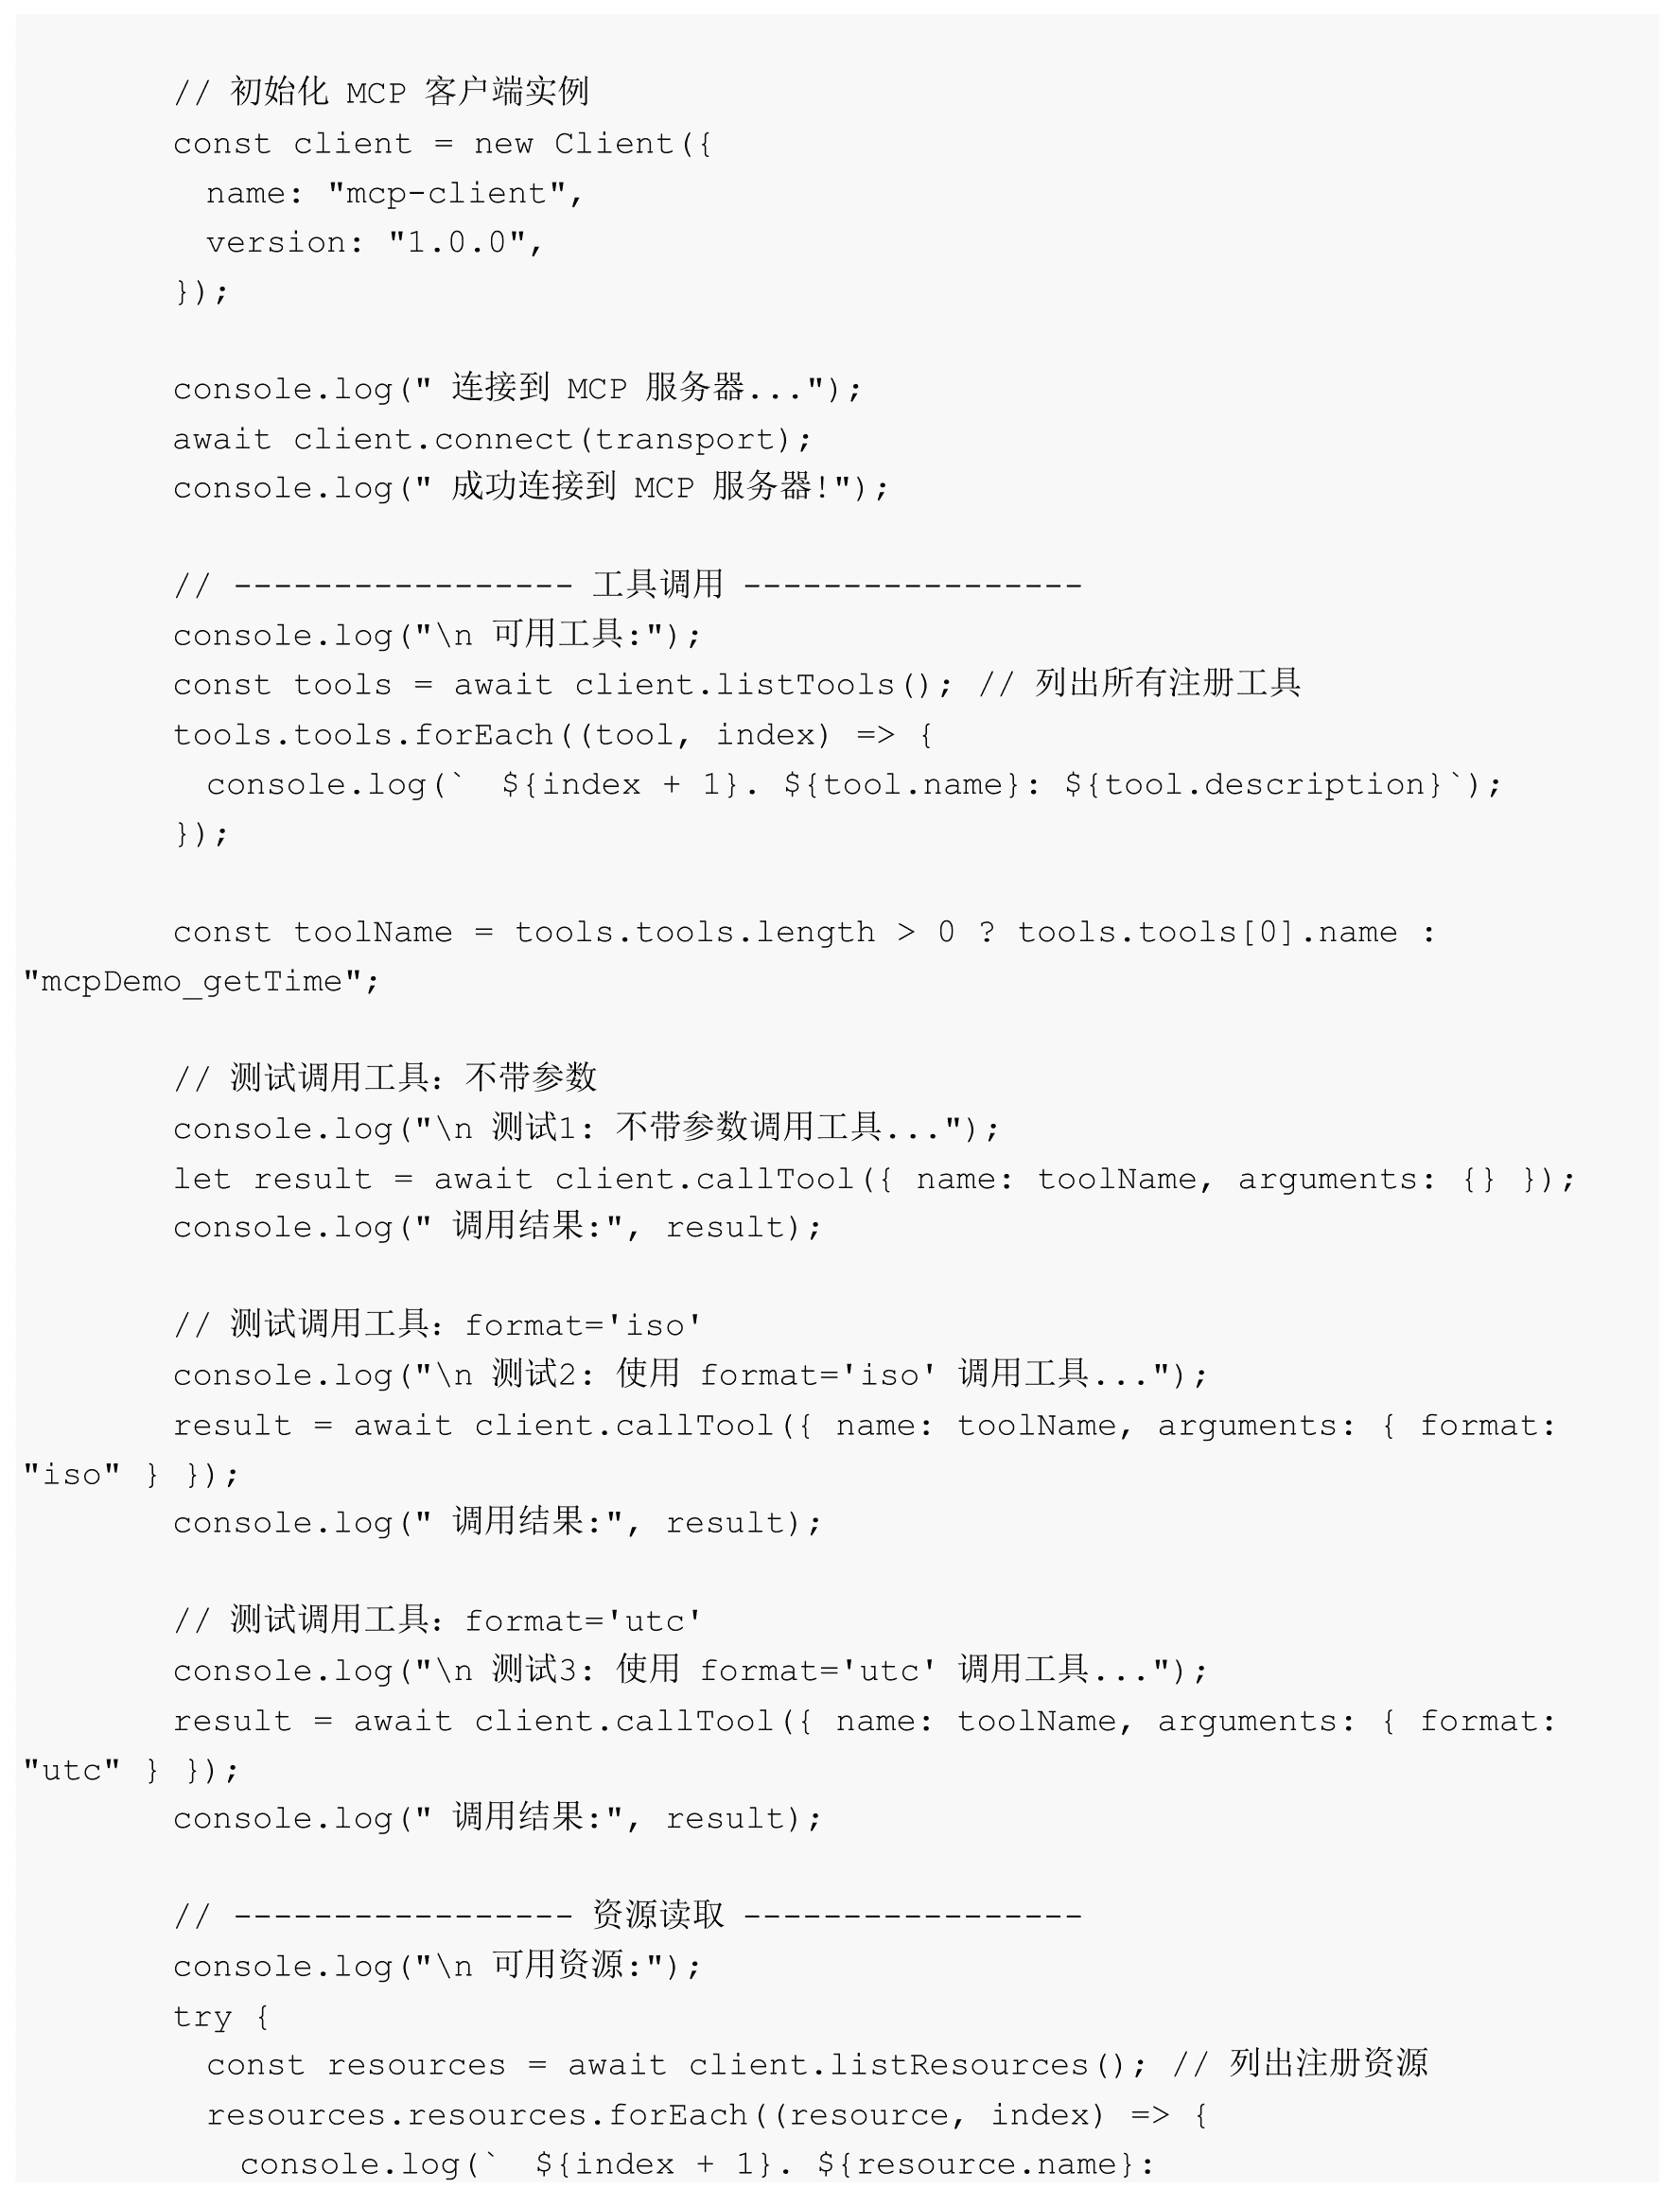 // 初始化 MCP 客户端实例
const client = new Client({
  name: "mcp-client",
  version: "1.0.0",
});

console.log(" 连接到 MCP 服务器...");
await client.connect(transport);
console.log(" 成功连接到 MCP 服务器!");

// ----------------- 工具调用 -----------------
console.log("\n 可用工具:");
const tools = await client.listTools(); // 列出所有注册工具
tools.tools.forEach((tool, index) => {
  console.log(`  ${index + 1}. ${tool.name}: ${tool.description}`);
});

const toolName = tools.tools.length > 0 ? tools.tools[0].name :
"mcpDemo_getTime";

// 测试调用工具：不带参数
console.log("\n 测试1: 不带参数调用工具...");
let result = await client.callTool({ name: toolName, arguments: {} });
console.log(" 调用结果:", result);

// 测试调用工具：format='iso'
console.log("\n 测试2: 使用 format='iso' 调用工具...");
result = await client.callTool({ name: toolName, arguments: { format:
"iso" } });
console.log(" 调用结果:", result);

// 测试调用工具：format='utc'
console.log("\n 测试3: 使用 format='utc' 调用工具...");
result = await client.callTool({ name: toolName, arguments: { format:
"utc" } });
console.log(" 调用结果:", result);

// ----------------- 资源读取 -----------------
console.log("\n 可用资源:");
try {
  const resources = await client.listResources(); // 列出注册资源
  resources.resources.forEach((resource, index) => {
    console.log(`  ${index + 1}. ${resource.name}: